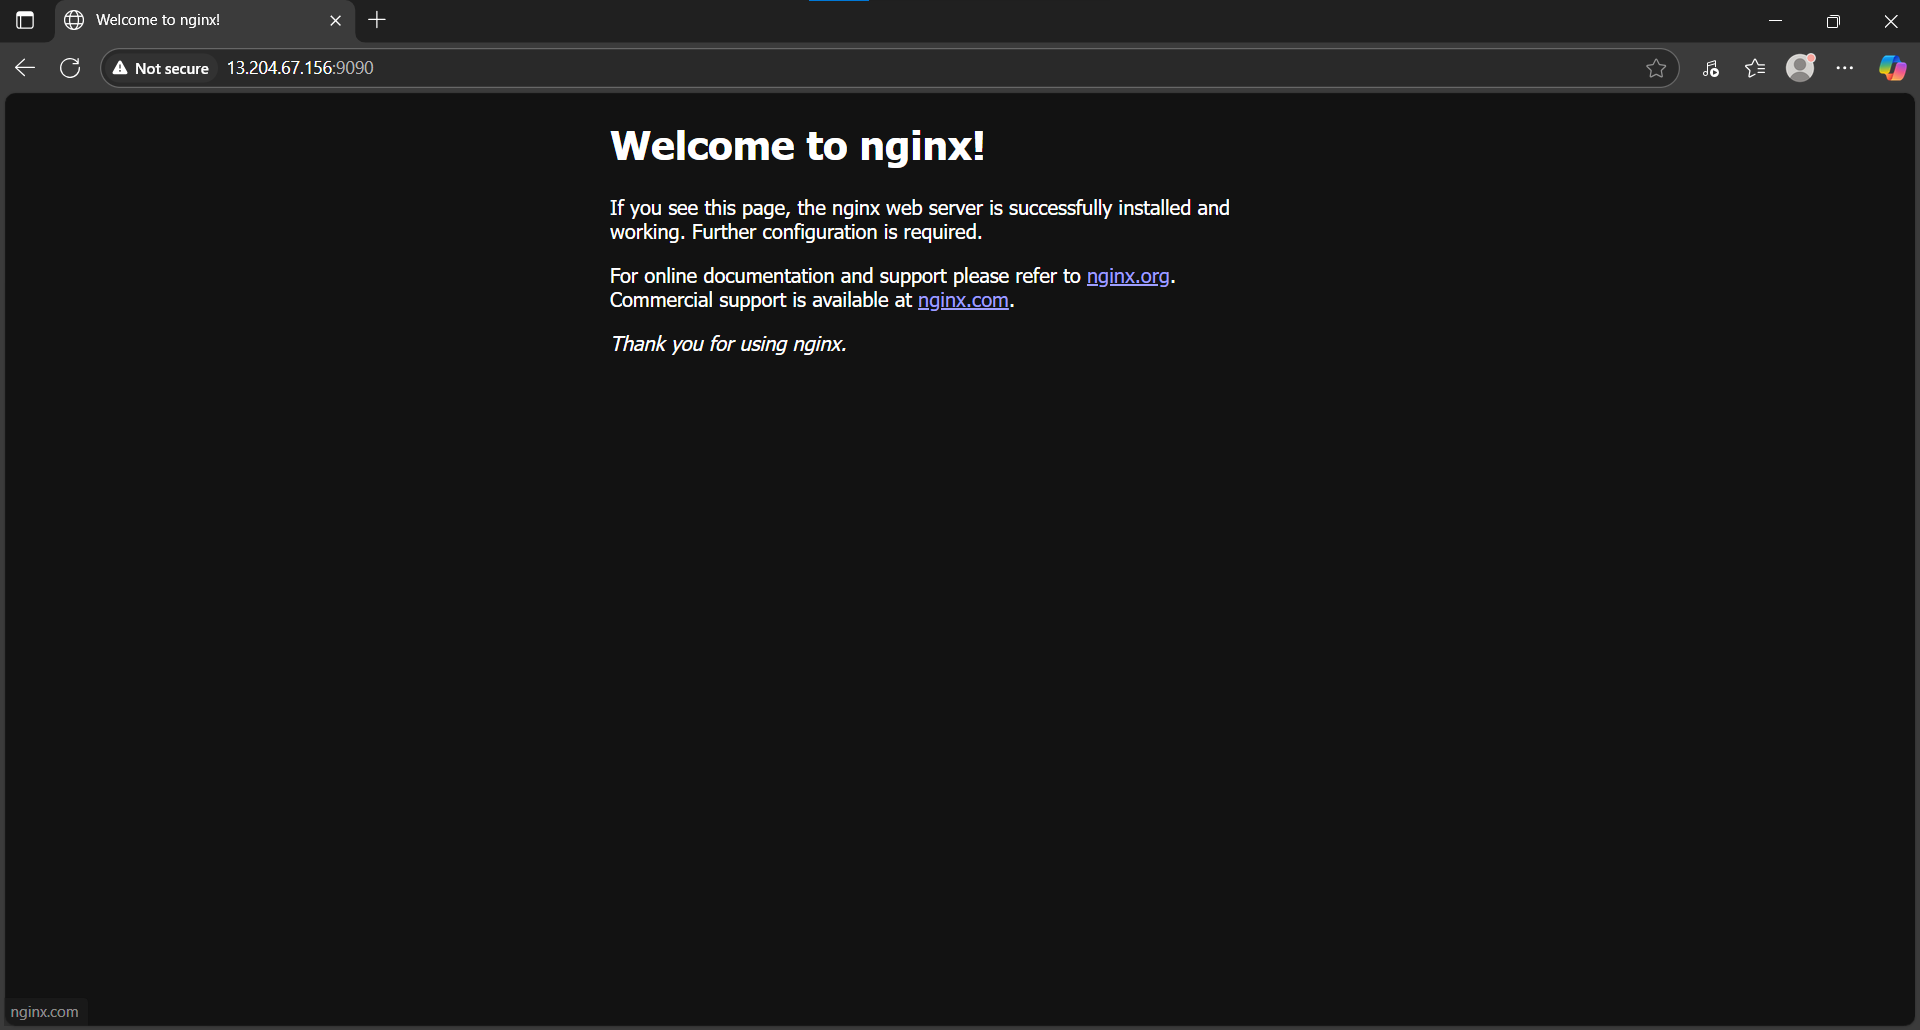 Welcome to nginx!
Not secure
13.204.67.156:9090
Welcome to nginx!
If you see this page, the nginx web server is successfully installed and
working. Further configuration is required.
For online documentation and support please refer to nginx.org.
Commercial support is available at nginx.com.
Thank you for using nginx.
nginx.com